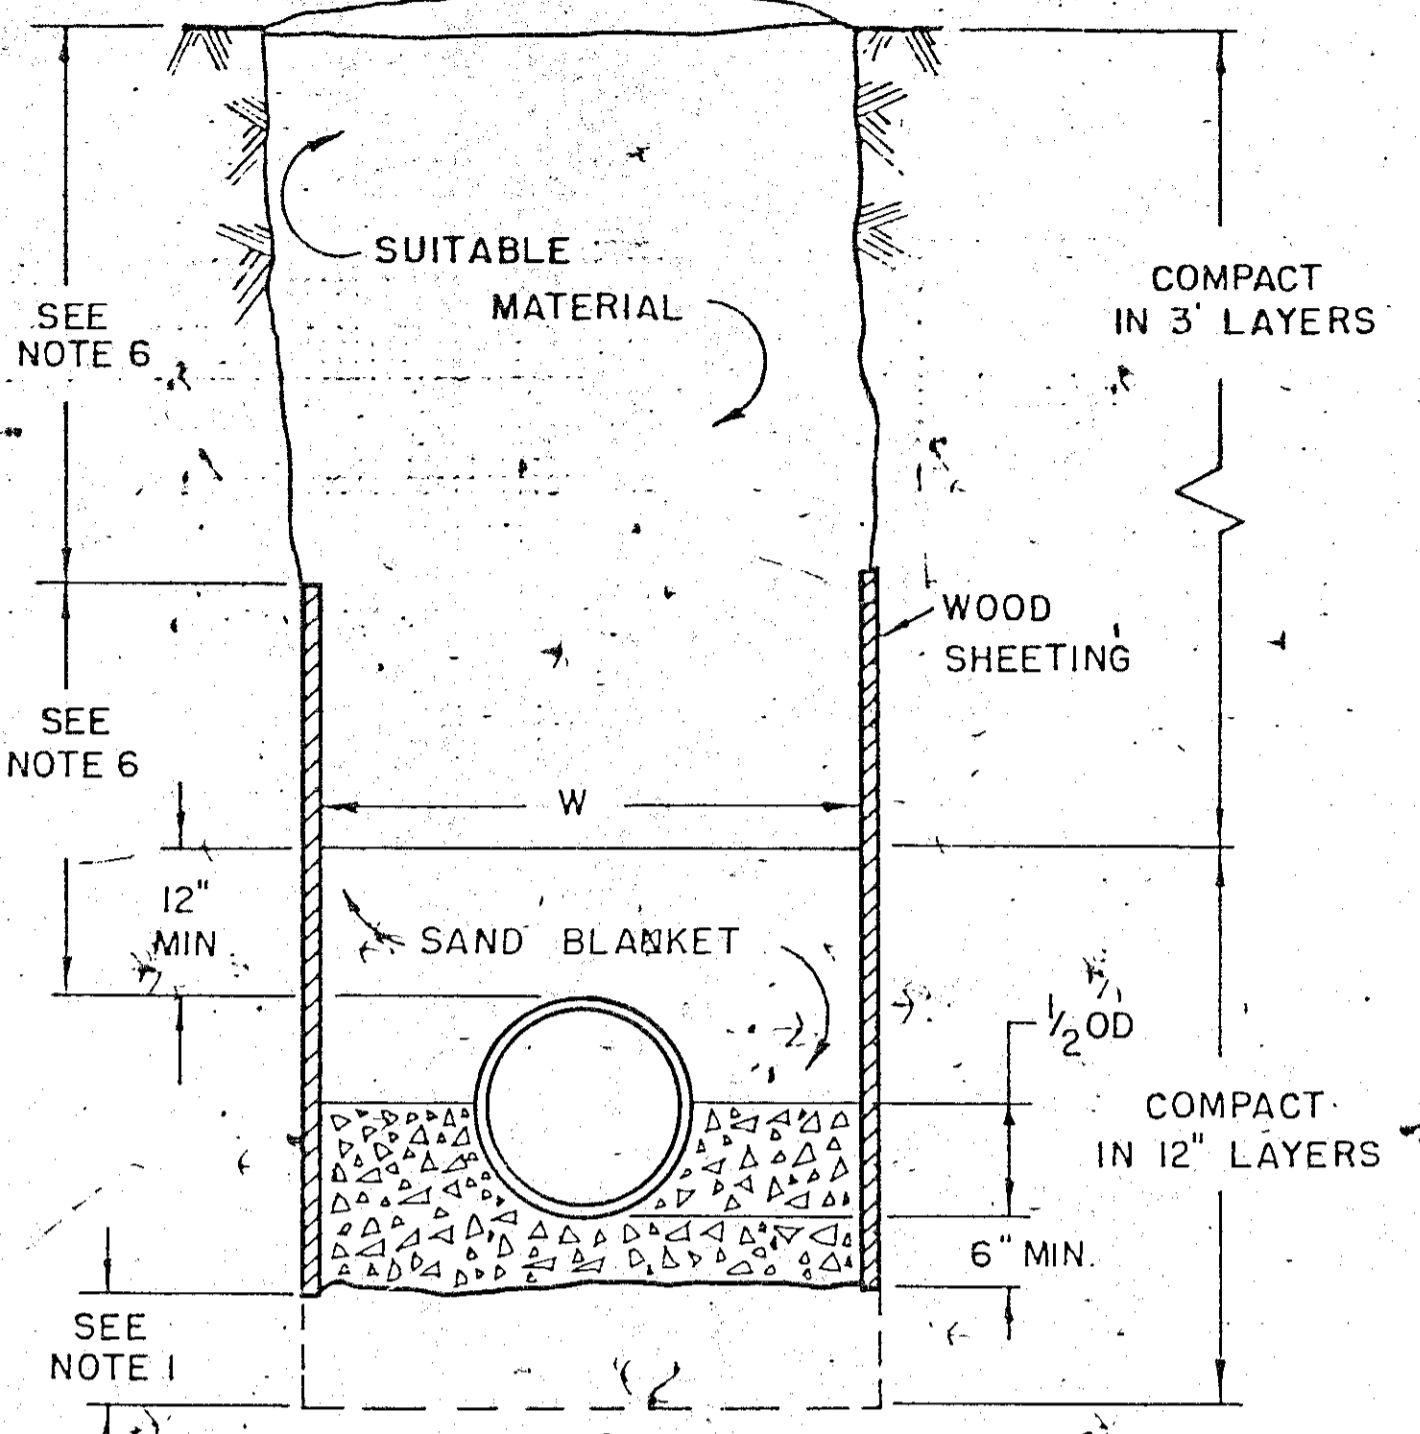 SUITABLE
MATERIAL
COMPACT
IN 3' LAYERS
SEE
NOTE 6
WOOD
SHEETING
SEE
NOTE 6
W
12"
MIN
SAND BLANKET
1/2 OD
COMPACT
IN 12" LAYERS
6" MIN.
SEE
NOTE 1